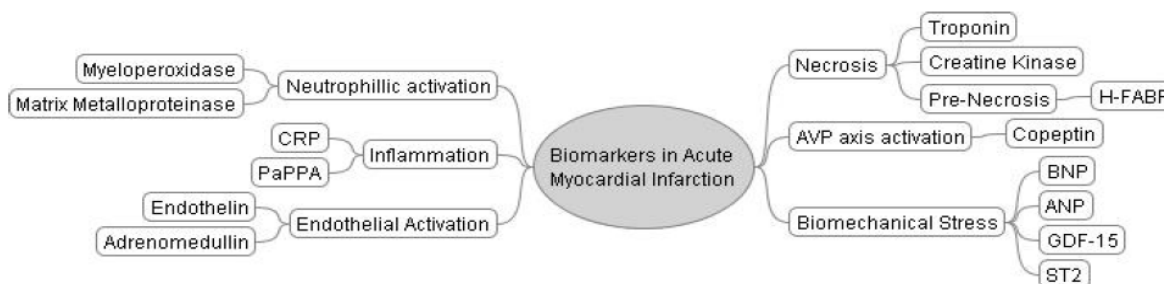 Biomarkers in Acute
Myocardial Infarction
Neutrophillic activation
Myeloperoxidase
Matrix Metalloproteinase
Inflammation
CRP
PaPPA
Endothelial Activation
Endothelin
Adrenomedullin
Necrosis
Troponin
Creatine Kinase
Pre-Necrosis
H-FABP
AVP axis activation
Copeptin
Biomechanical Stress
BNP
ANP
GDF-15
ST2